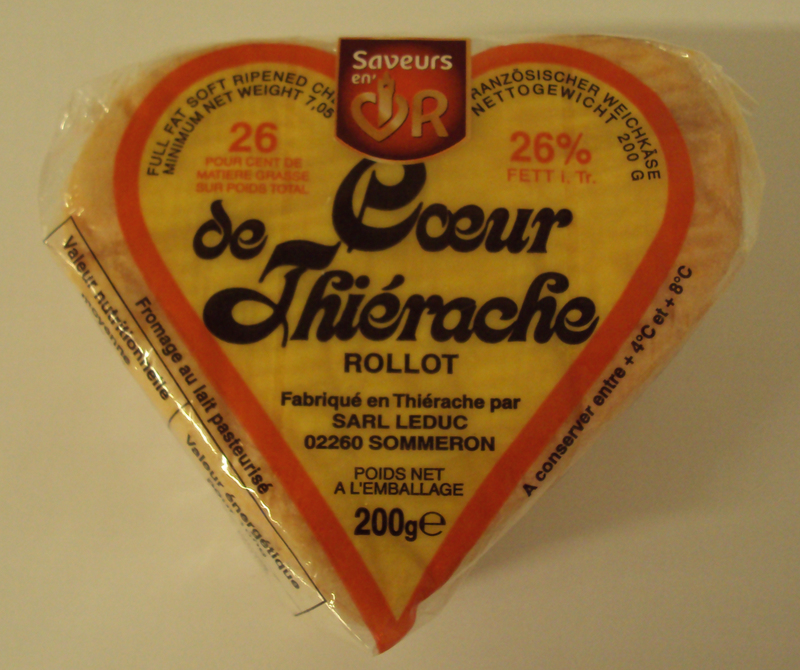 Saveurs
en'OR
FULL FAT SOFT RIPENED
MINIMUM NET WEIGHT 7,05
RANZÖSISCHER WEICHKÄSE
NETTOGEWICHT 200 G
26
POUR CENT DE
MATIERE GRASSE
SUR POIDS TOTAL
26%
FETT i. Tr.
Cœur
de
Thiérache
ROLLOT
Fabriqué en Thiérache par
SARL LEDUC
02260 SOMMERON
POIDS NET
A L'EMBALLAGE
200g℮
Fromage au lait pasteurisé
A conserver entre + 4°C et + 8°C
Valeur nutritionnelle
moyenne
Valeur énergétique